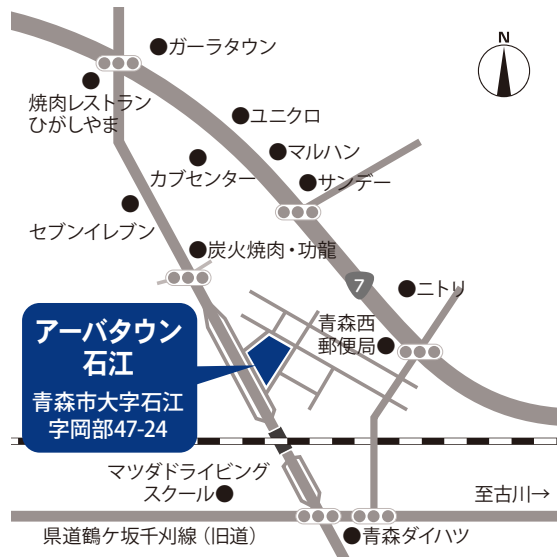 ガーラタウン
N
焼肉レストラン
ひがしやま
ユニクロ
マルハン
カブセンター
サンデー
セブンイレブン
炭火焼肉・功龍
7
ニトリ
アーバタウン
石江
青森市大字石江
字岡部47-24
青森西
郵便局
マツダドライビング
スクール
至古川→
県道鶴ケ坂千刈線（旧道）
青森ダイハツ